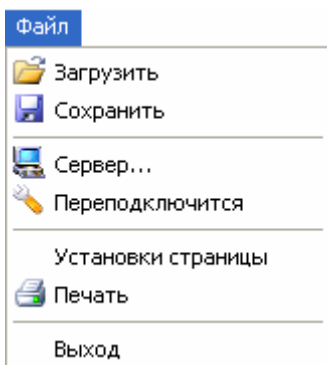 Файл
Загрузить
Сохранить
Сервер...
Переподключится
Установки страницы
Печать
Выход